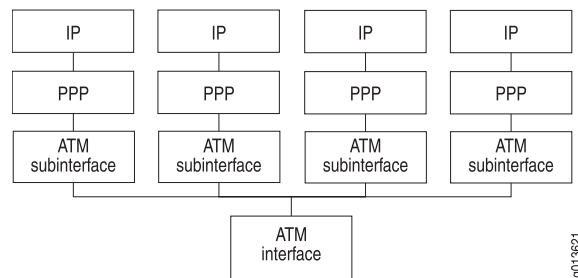 IP IP IP IP
PPP PPP PPP PPP
ATM ATM ATM ATM
subinterface subinterface subinterface subinterface
ATM
interface
g013621